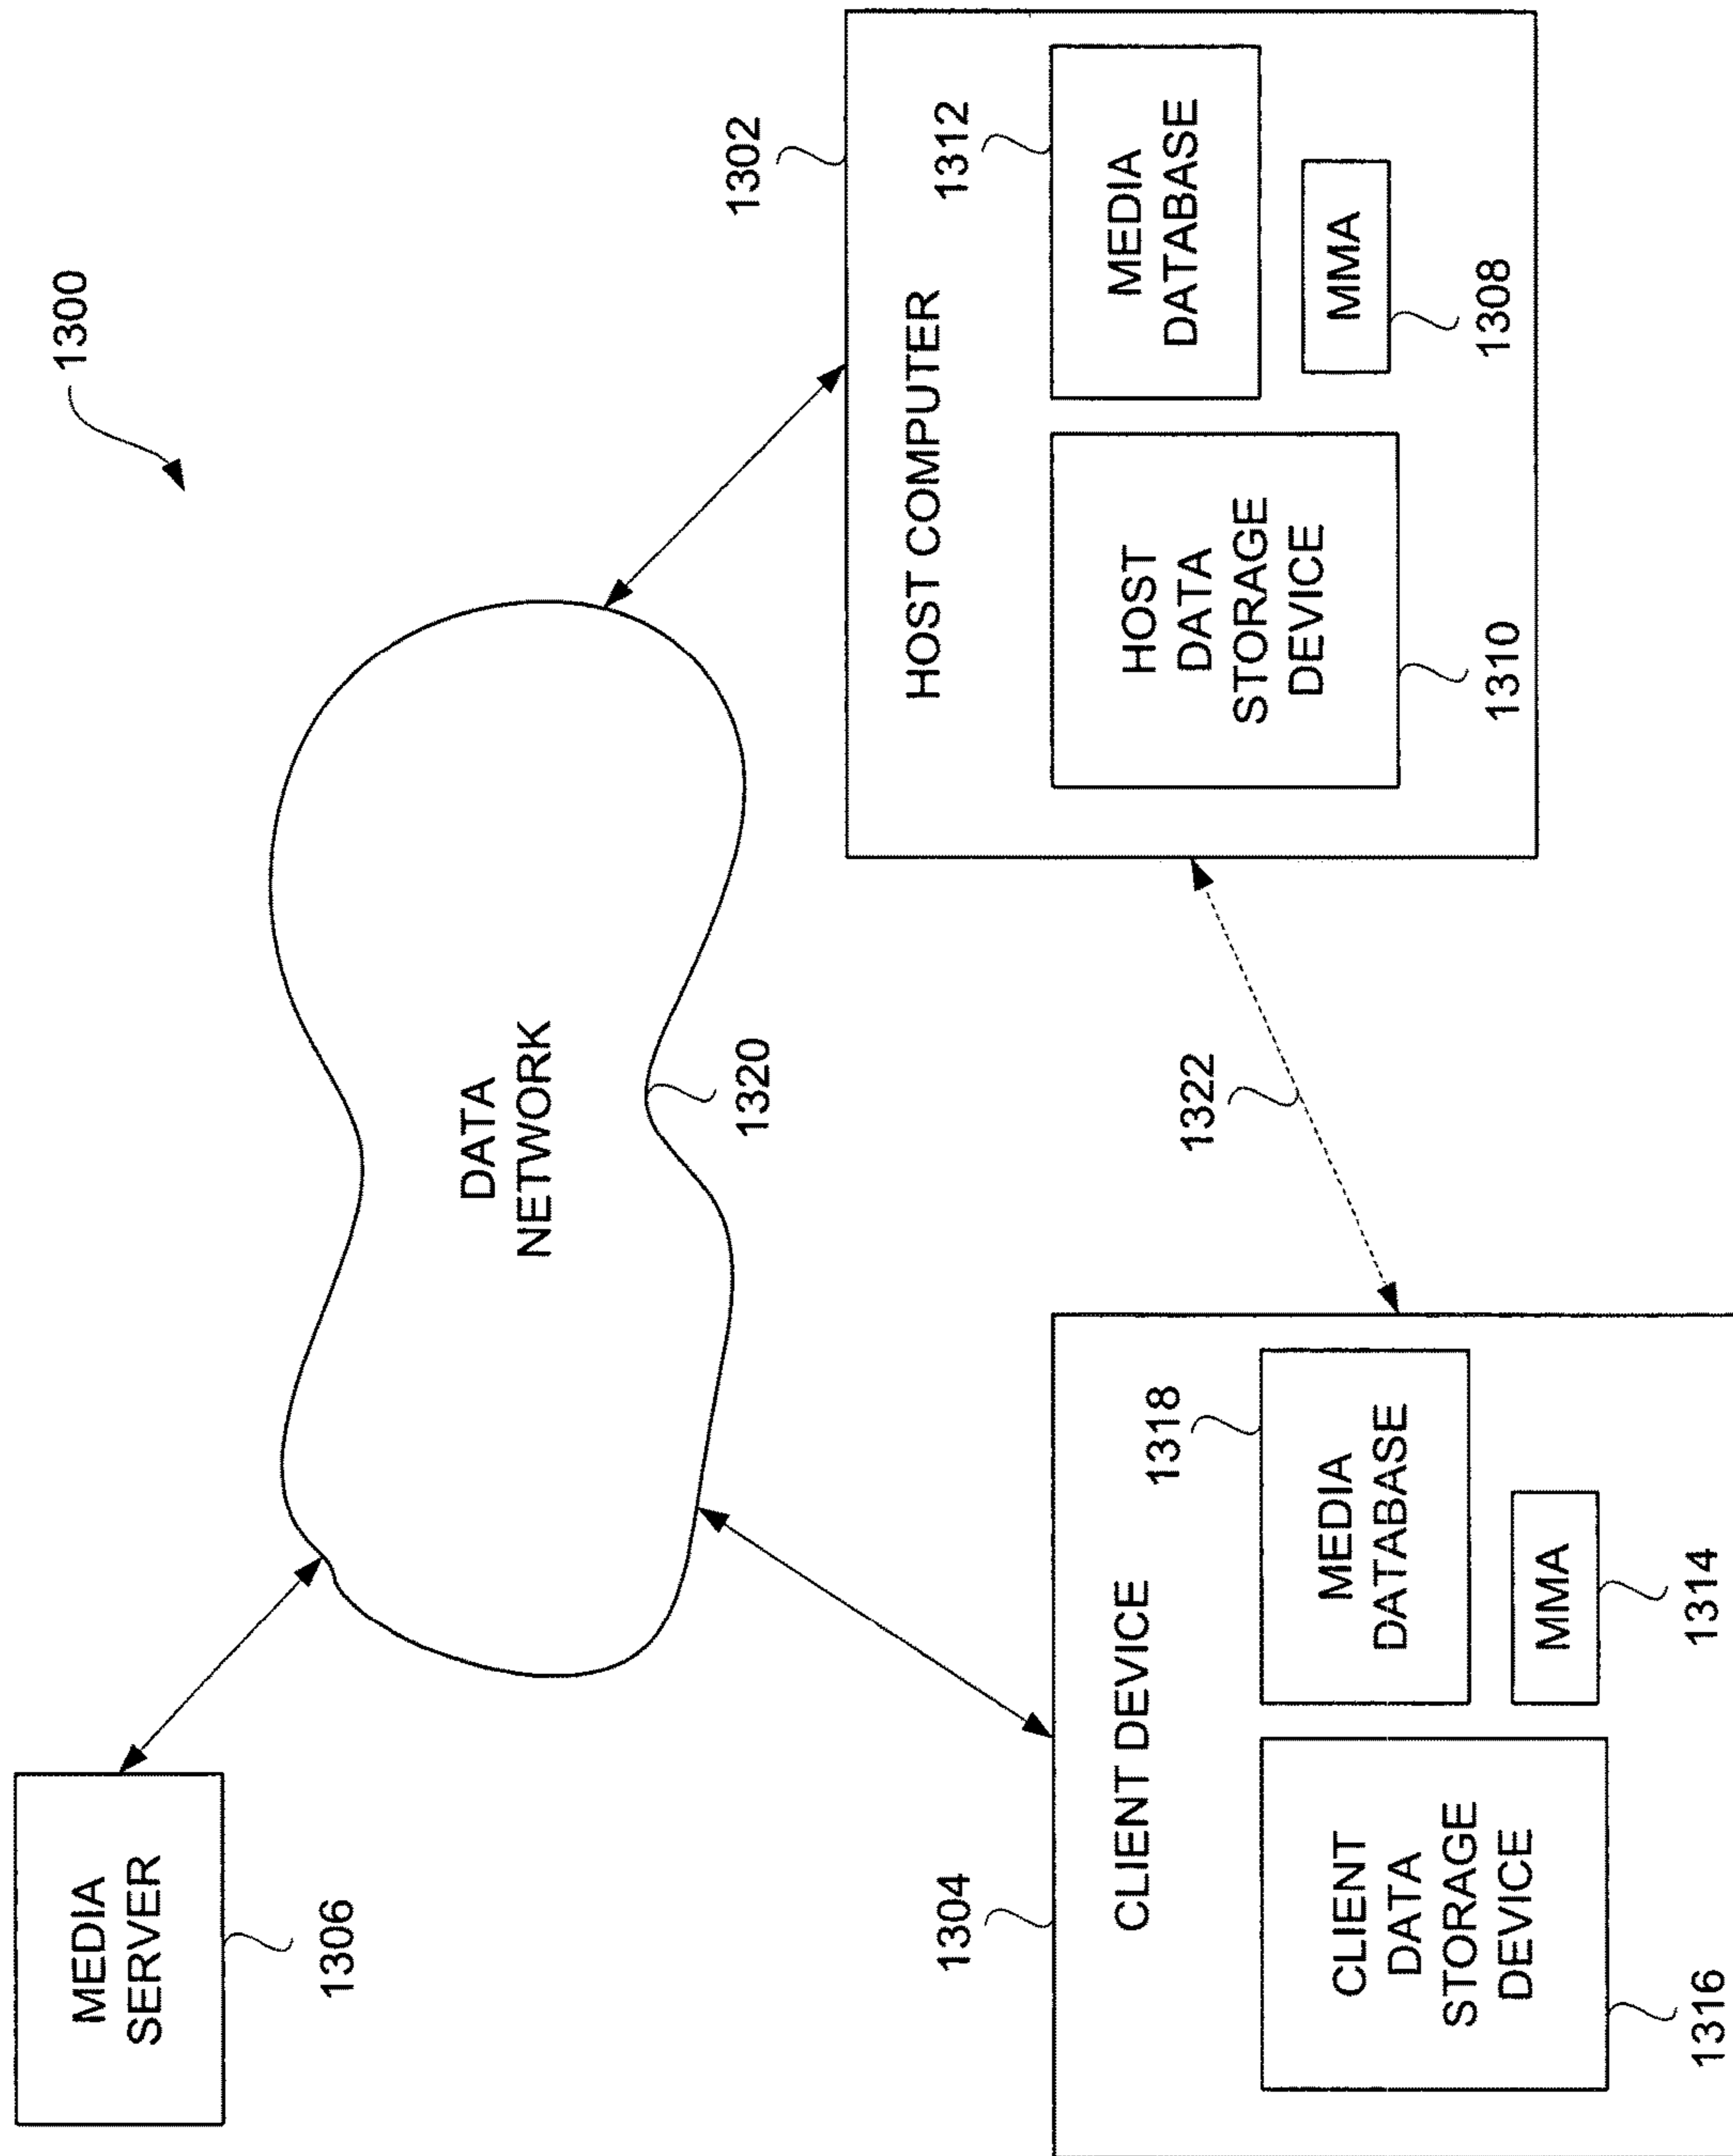 1300
MEDIA
SERVER
1306
DATA
NETWORK
1320
1302
HOST COMPUTER
1312
HOST
DATA
STORAGE
DEVICE
MEDIA
DATABASE
MMA
1310
1308
1322
1304
CLIENT DEVICE
1318
CLIENT
DATA
STORAGE
DEVICE
MEDIA
DATABASE
MMA
1316
1314